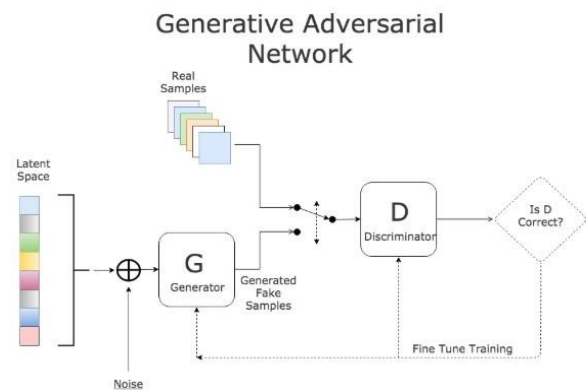 Generative Adversarial
Network
Real
Samples
Latent
Space
G
Generator
Generated
Fake
Samples
Noise
D
Discriminator
Is D
Correct?
Fine Tune Training